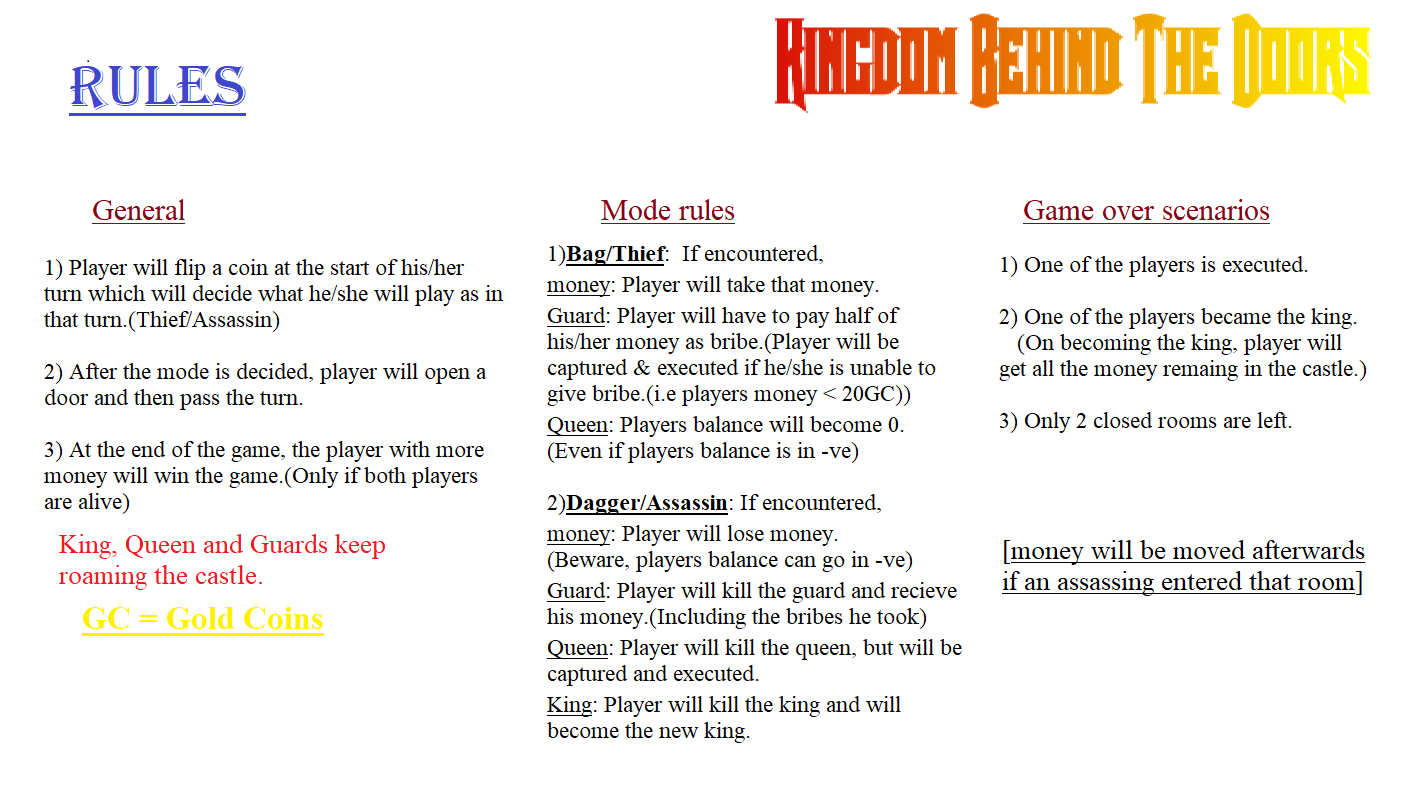 RULES
Kingdom Behind The Doors
General
1) Player will flip a coin at the start of his/her
turn which will decide what he/she will play as in
that turn.(Thief/Assassin)
2) After the mode is decided, player will open a
door and then pass the turn.
3) At the end of the game, the player with more
money will win the game.(Only if both players
are alive)
King, Queen and Guards keep
roaming the castle.
GC = Gold Coins
Mode rules
1)Bag/Thief:  If encountered,
money: Player will take that money.
Guard: Player will have to pay half of
his/her money as bribe.(Player will be
captured & executed if he/she is unable to
give bribe.(i.e players money < 20GC))
Queen: Players balance will become 0.
(Even if players balance is in -ve)
2)Dagger/Assassin: If encountered,
money: Player will lose money.
(Beware, players balance can go in -ve)
Guard: Player will kill the guard and recieve
his money.(Including the bribes he took)
Queen: Player will kill the queen, but will be
captured and executed.
King: Player will kill the king and will
become the new king.
Game over scenarios
1) One of the players is executed.
2) One of the players became the king.
(On becoming the king, player will
get all the money remaing in the castle.)
3) Only 2 closed rooms are left.
[money will be moved afterwards
if an assassing entered that room]